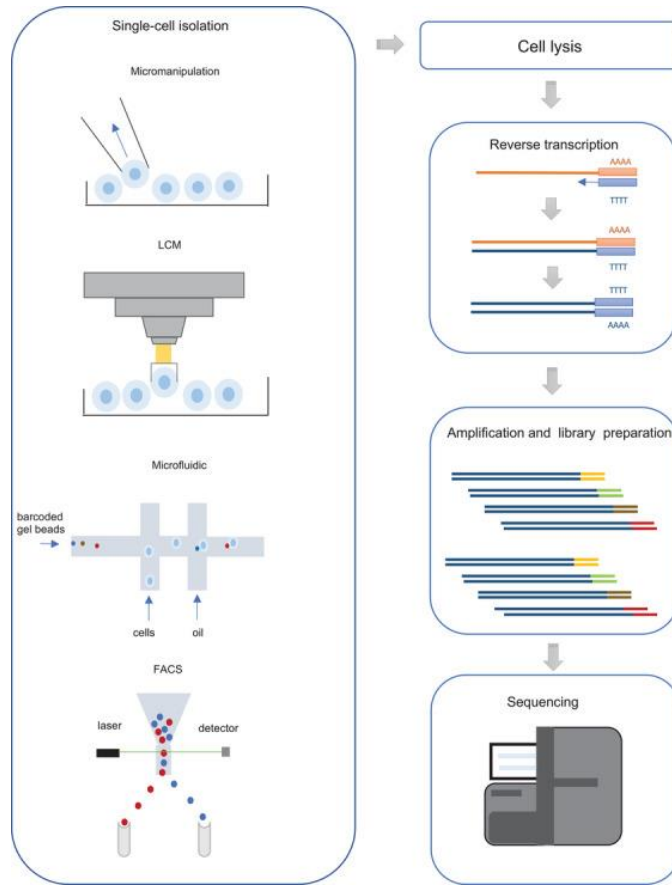 Single-cell isolation
Micromanipulation
LCM
Microfluidic
barcoded
gel beads
cells
oil
FACS
laser
detector
Cell lysis
Reverse transcription
AAAA
TTTT
AAAA
TTTT
TTTT
AAAA
Amplification and library preparation
Sequencing